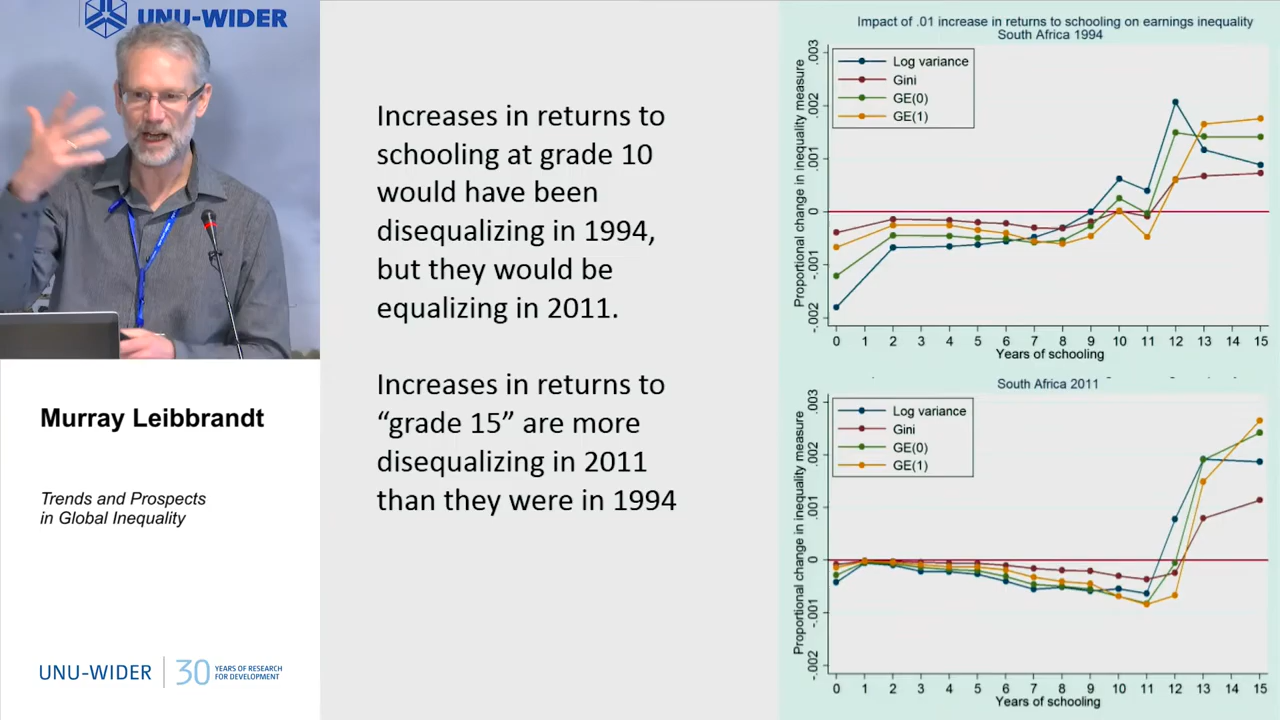 UNU-WIDER
Increases in returns to
schooling at grade 10
would have been
disequalizing in 1994,
but they would be
equalizing in 2011.
Increases in returns to
“grade 15” are more
disequalizing in 2011
than they were in 1994
Murray Leibbrandt
Trends and Prospects
in Global Inequality
UNU-WIDER
30
YEARS OF RESEARCH
FOR DEVELOPMENT
Impact of .01 increase in returns to schooling on earnings inequality
South Africa 1994
Log variance
Gini
GE(0)
GE(1)
Proportional change in inequality measure
.003
.002
.001
0
-.001
-.002
0 1 2 3 4 5 6 7 8 9 10 11 12 13 14 15
Years of schooling
South Africa 2011
Log variance
Gini
GE(0)
GE(1)
Proportional change in inequality measure
.003
.002
.001
0
-.001
-.002
0 1 2 3 4 5 6 7 8 9 10 11 12 13 14 15
Years of schooling